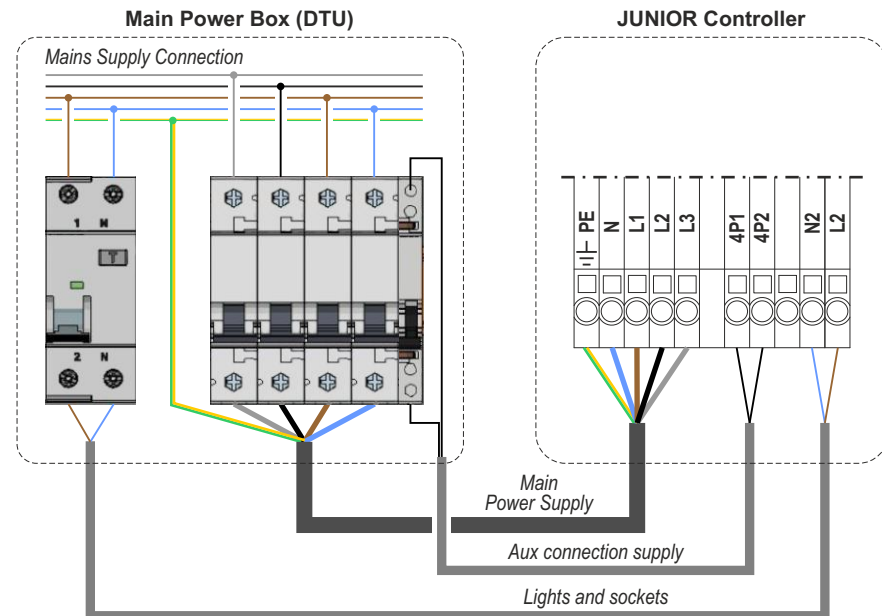 Main Power Box (DTU)
JUNIOR Controller
Mains Supply Connection
1 N
T
2 N
PE
N
L1
L2
L3
4P1
4P2
N2
L2
Main
Power Supply
Aux connection supply
Lights and sockets